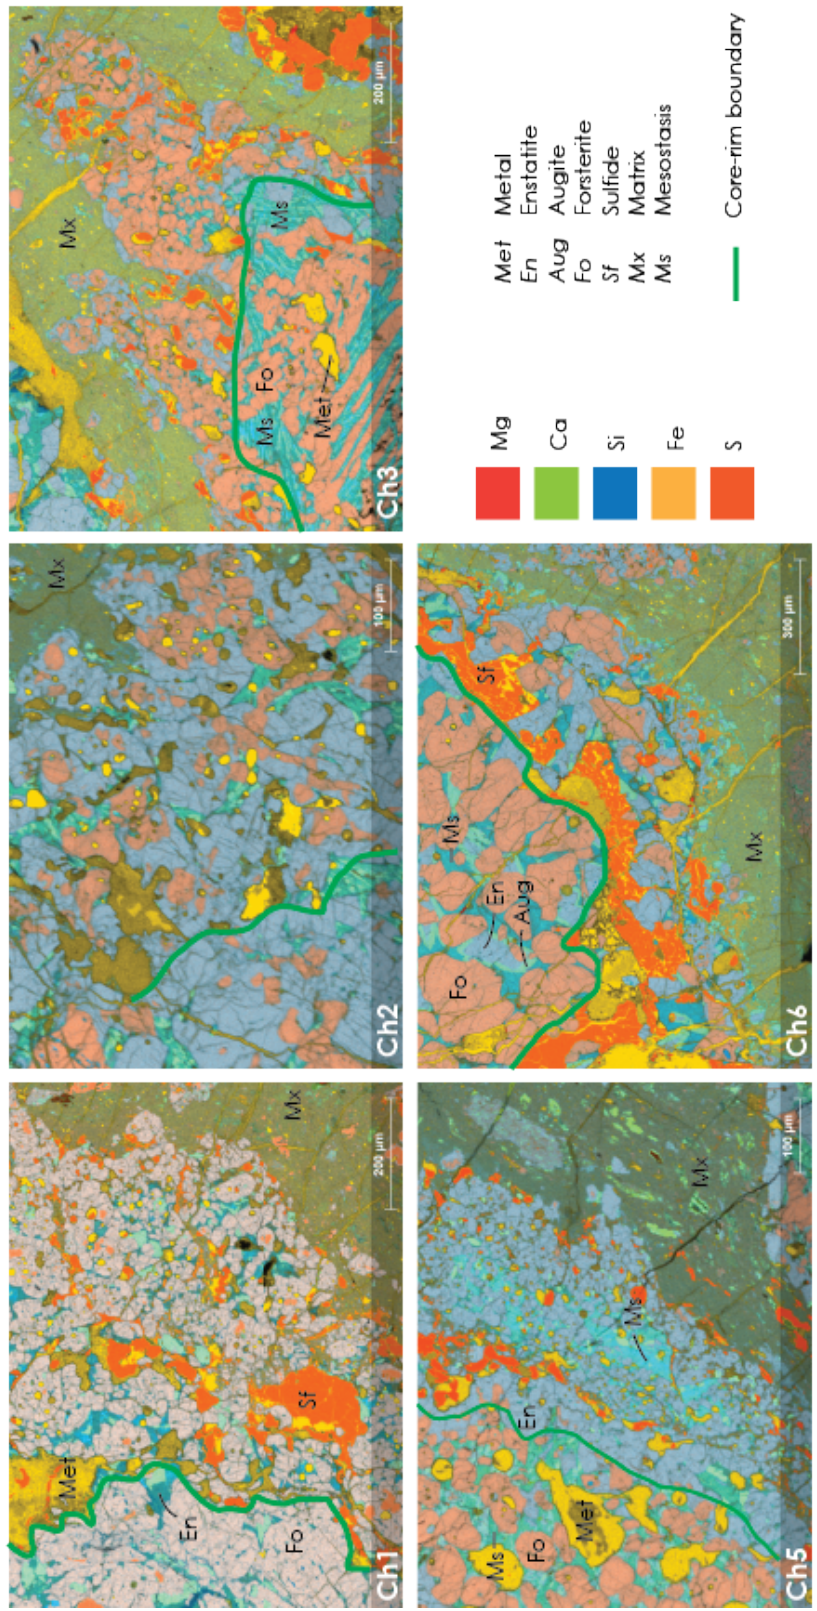 Ch1
Met
En
Fo
Sf
Mx
200 µm
Ch2
Mx
100 µm
Ch3
Mx
Ms
Fo
Ms
Met
200 µm
Ch5
Ms
Fo
Met
En
Ms
Mx
100 µm
Ch6
Fo
Ms
En
Aug
Sf
Mx
300 µm
Mg
Ca
Si
Fe
S
Met Metal
En Enstatite
Aug Augite
Fo Forsterite
Sf Sulfide
Mx Matrix
Ms Mesostasis
Core-rim boundary